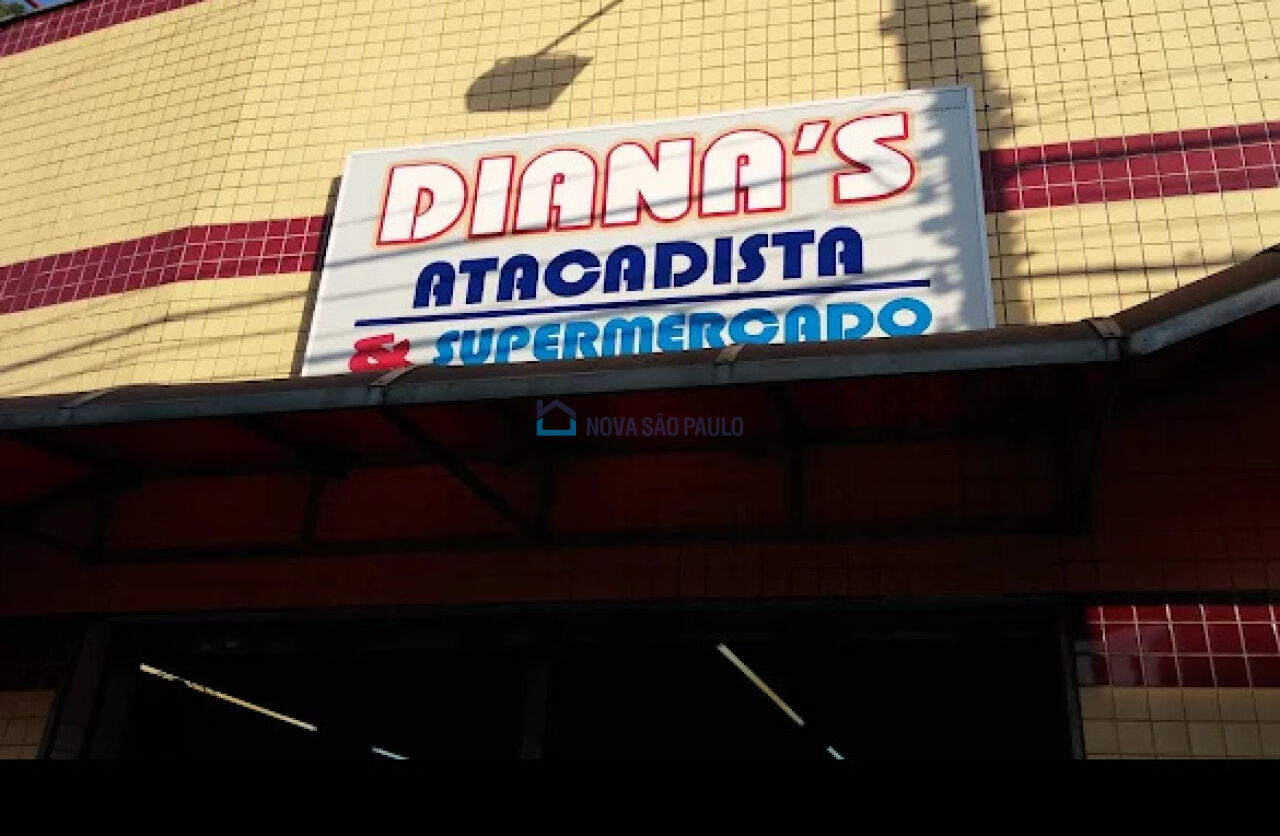 DIANA'S
ATACADISTA
& SUPERMERCADO
NOVA SÃO PAULO